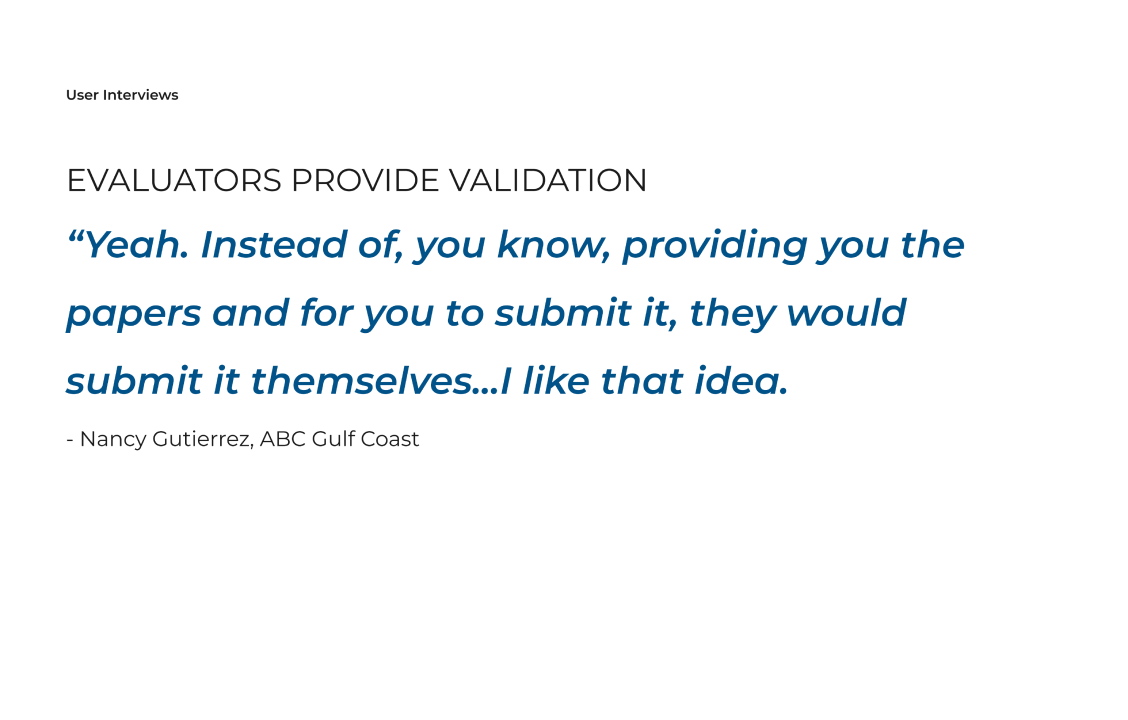 User Interviews
EVALUATORS PROVIDE VALIDATION
“Yeah. Instead of, you know, providing you the
papers and for you to submit it, they would
submit it themselves...I like that idea.
- Nancy Gutierrez, ABC Gulf Coast